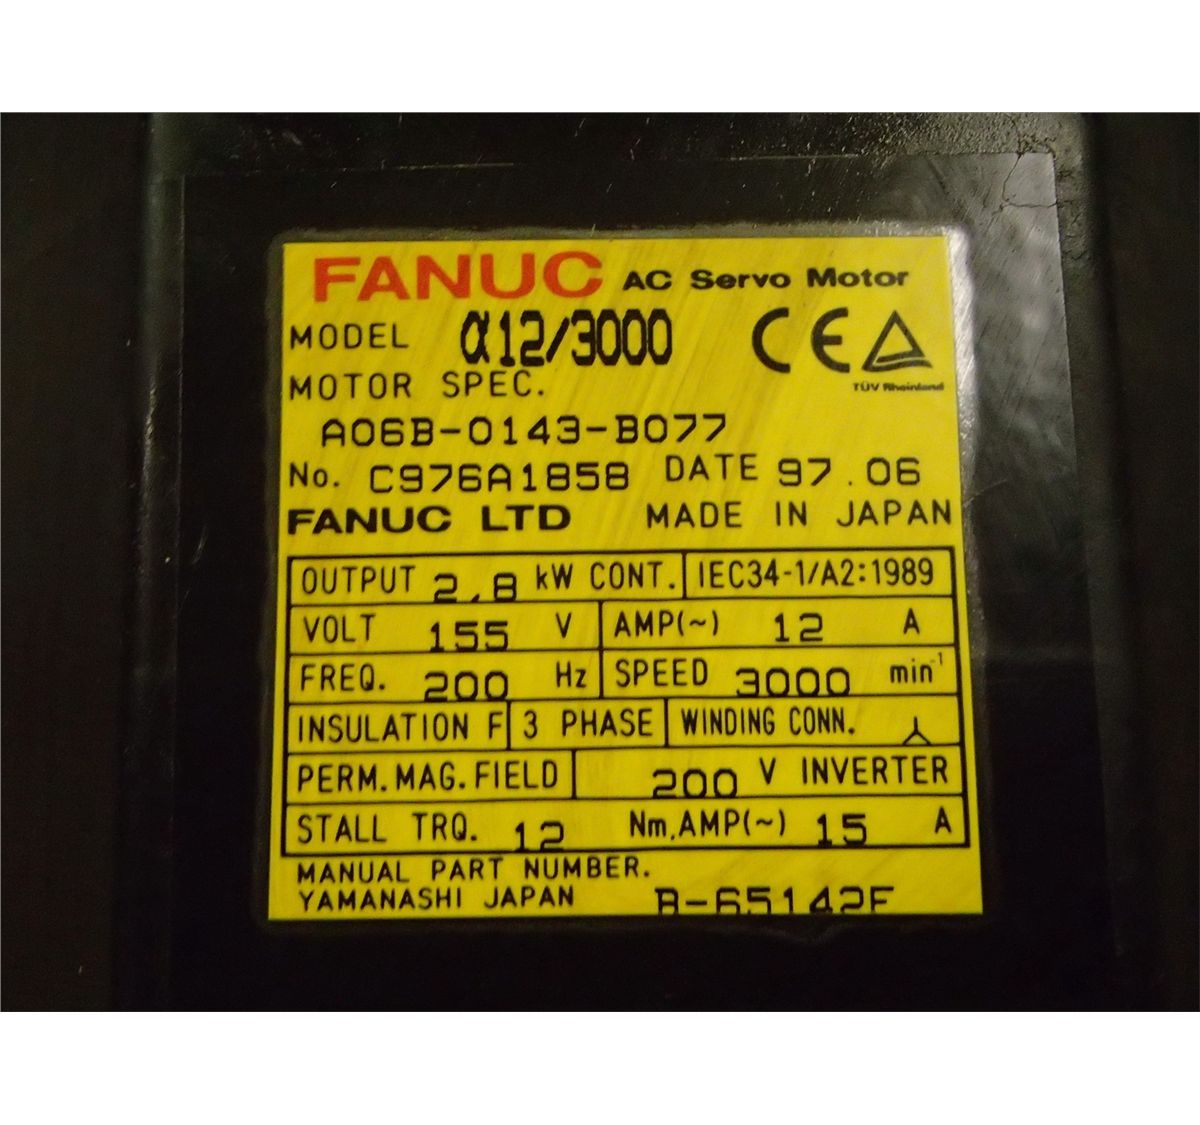 FANUC AC Servo Motor
MODEL α12/3000 CE
TÜV Rheinland
MOTOR SPEC.
A06B-0143-B077
No. C976A1858 DATE 97.06
FANUC LTD MADE IN JAPAN
OUTPUT 2.8 kW CONT. IEC34-1/A2:1989
VOLT 155 V AMP(~) 12 A
FREQ. 200 Hz SPEED 3000 min⁻¹
INSULATION F 3 PHASE WINDING CONN.
PERM.MAG.FIELD 200 V INVERTER
STALL TRQ. 12 Nm,AMP(~) 15 A
MANUAL PART NUMBER.
YAMANASHI JAPAN B-65142E